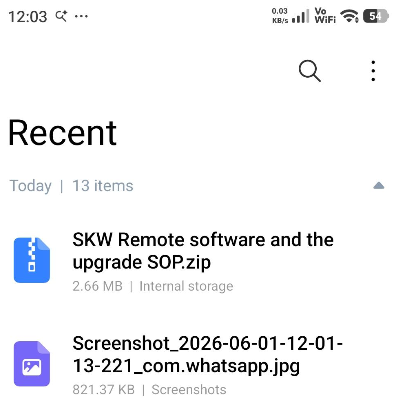 12:03 ...
0.03 KB/s Vo WiFi 54
Recent
Today | 13 items
SKW Remote software and the
upgrade SOP.zip
2.66 MB | Internal storage
Screenshot_2026-06-01-12-01-
13-221_com.whatsapp.jpg
821.37 KB | Screenshots